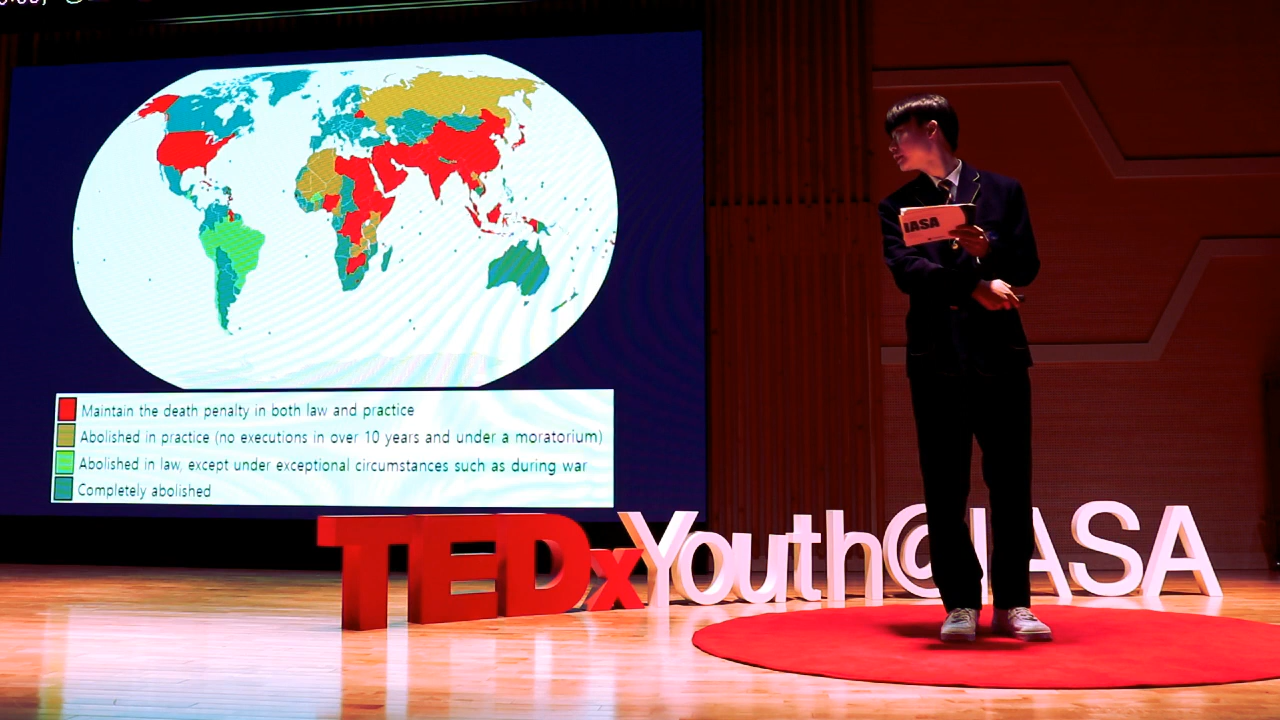 Maintain the death penalty in both law and practice
Abolished in practice (no executions in over 10 years and under a moratorium)
Abolished in law, except under exceptional circumstances such as during war
Completely abolished
IASA
TEDxYouth@IASA